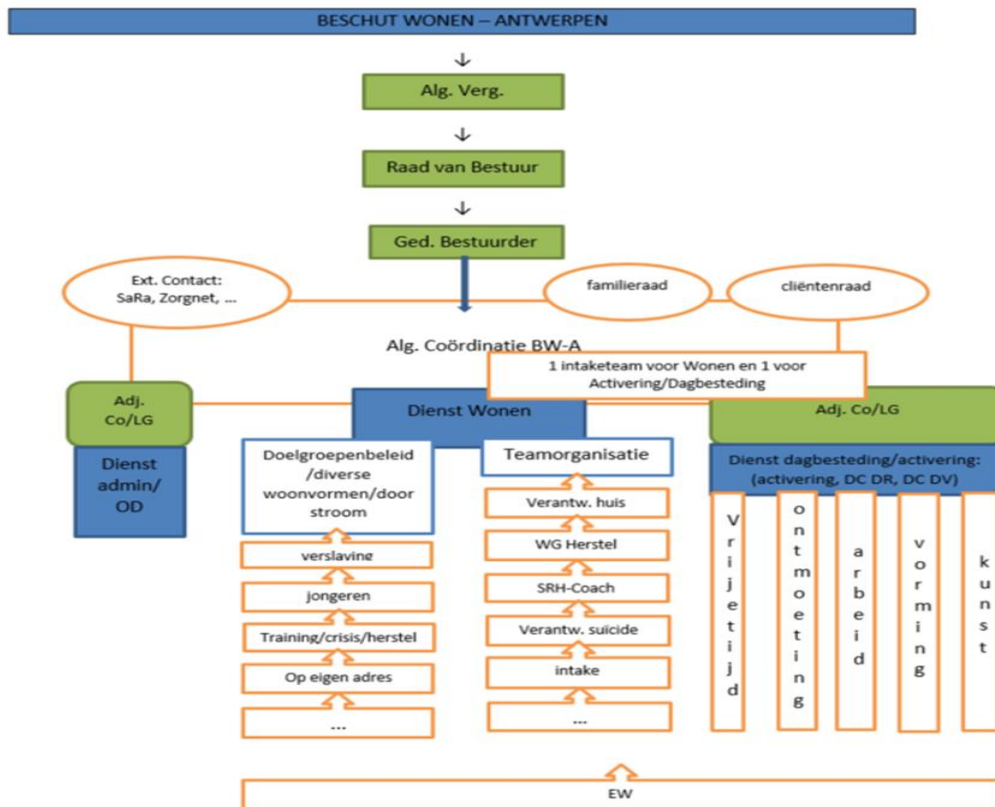 BESCHUT WONEN – ANTWERPEN
Alg. Verg.
Raad van Bestuur
Ged. Bestuurder
Ext. Contact:
SaRa, Zorgnet, ...
familieraad
cliëntenraad
Alg. Coördinatie BW-A
1 intaketeam voor Wonen en 1 voor
Activering/Dagbesteding
Adj.
Co/LG
Dienst
admin/
OD
Dienst Wonen
Doelgroepenbeleid
/diverse
woonvormen/door
stroom
verslaving
jongeren
Training/crisis/herstel
Op eigen adres
...
Teamorganisatie
Verantw. huis
WG Herstel
SRH-Coach
Verantw. suïcide
intake
...
Adj. Co/LG
Dienst dagbesteding/activering:
(activering, DC DR, DC DV)
Vrijetijd
ontmoeting
arbeid
vorming
kunst
EW